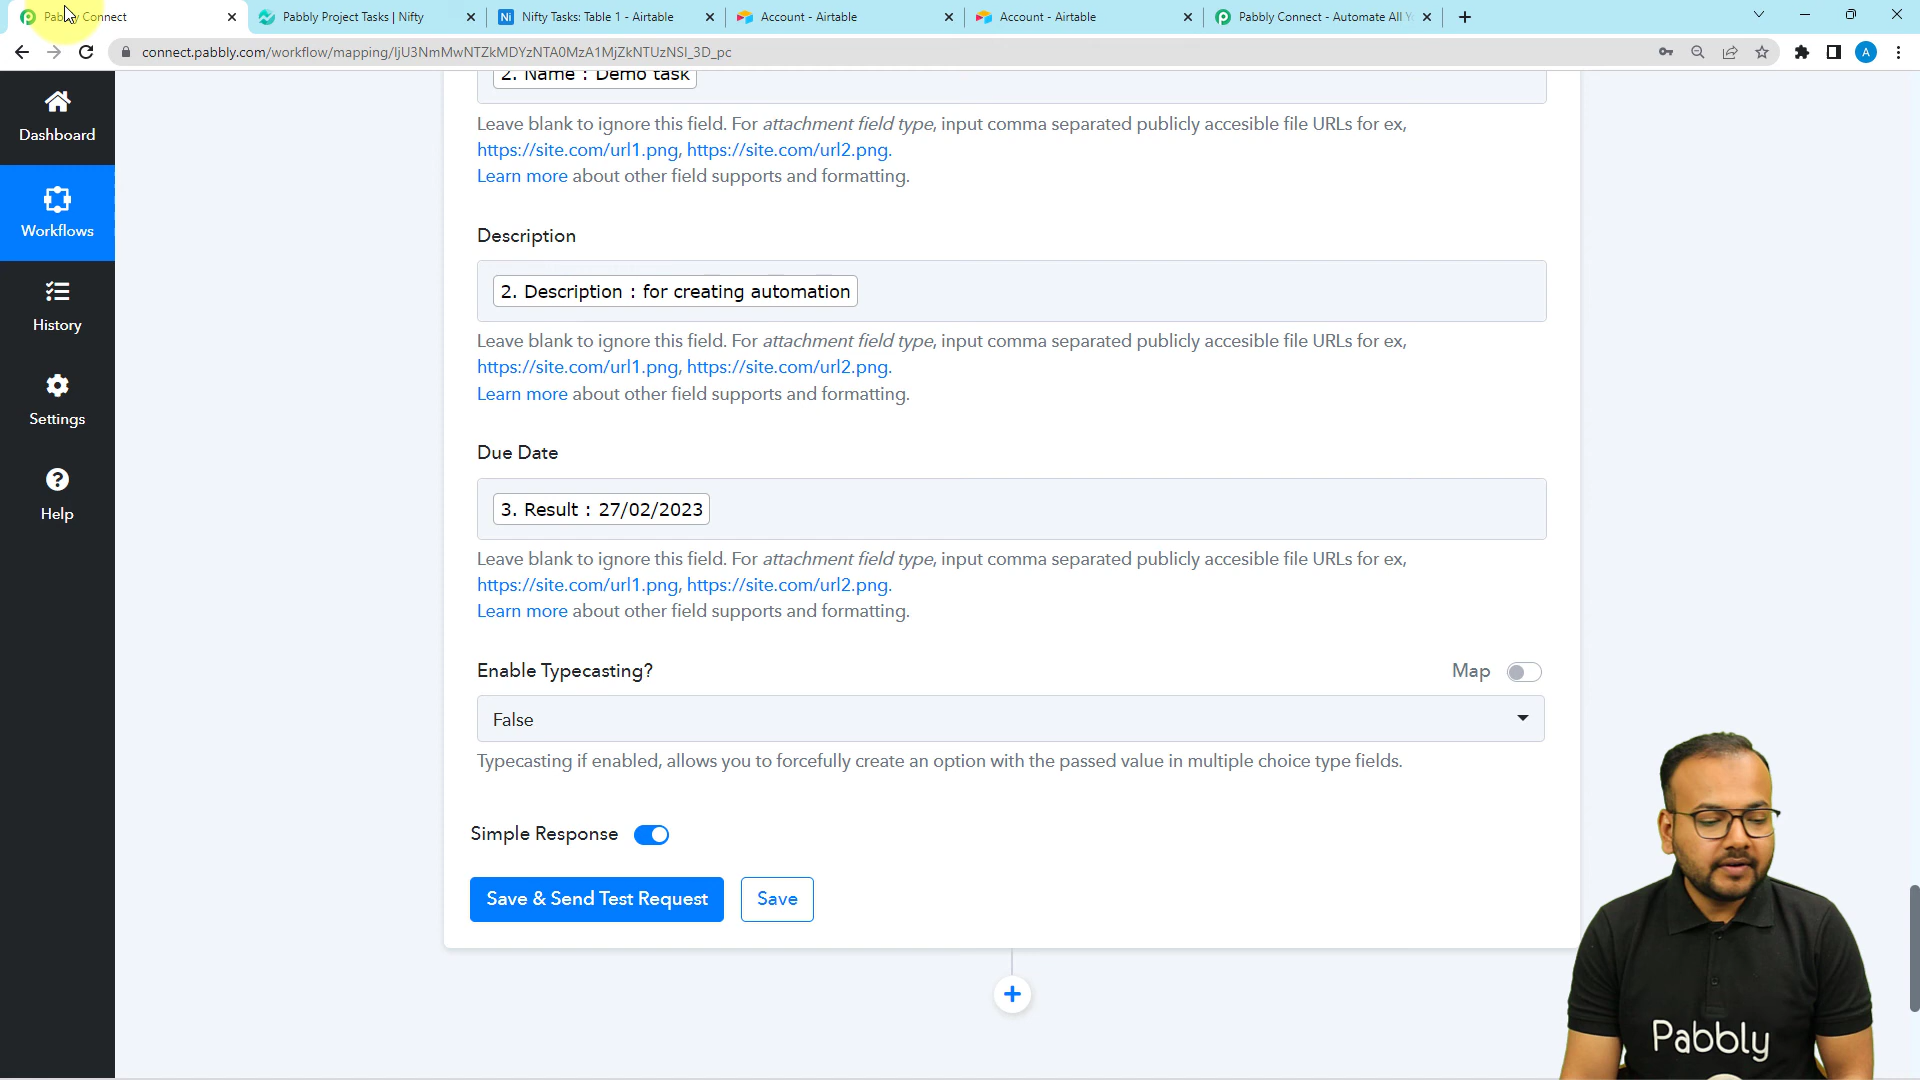 Pabbly Connect
Pabbly Project Tasks | Nifty
Nifty Tasks: Table 1 - Airtable
Account - Airtable
Account - Airtable
Pabbly Connect - Automate All Y
connect.pabbly.com/workflow/mapping/IjU3NmMwNTZkMDYzNTA0MzA1MjZkNTUzNSI_3D_pc
A
Dashboard
Workflows
History
Settings
Help
2. Name : Demo task
Leave blank to ignore this field. For attachment field type, input comma separated publicly accesible file URLs for ex,
https://site.com/url1.png, https://site.com/url2.png.
Learn more about other field supports and formatting.
Description
2. Description : for creating automation
Leave blank to ignore this field. For attachment field type, input comma separated publicly accesible file URLs for ex,
https://site.com/url1.png, https://site.com/url2.png.
Learn more about other field supports and formatting.
Due Date
3. Result : 27/02/2023
Leave blank to ignore this field. For attachment field type, input comma separated publicly accesible file URLs for ex,
https://site.com/url1.png, https://site.com/url2.png.
Learn more about other field supports and formatting.
Enable Typecasting?
Map
False
Typecasting if enabled, allows you to forcefully create an option with the passed value in multiple choice type fields.
Simple Response
Save & Send Test Request
Save
Pabbly